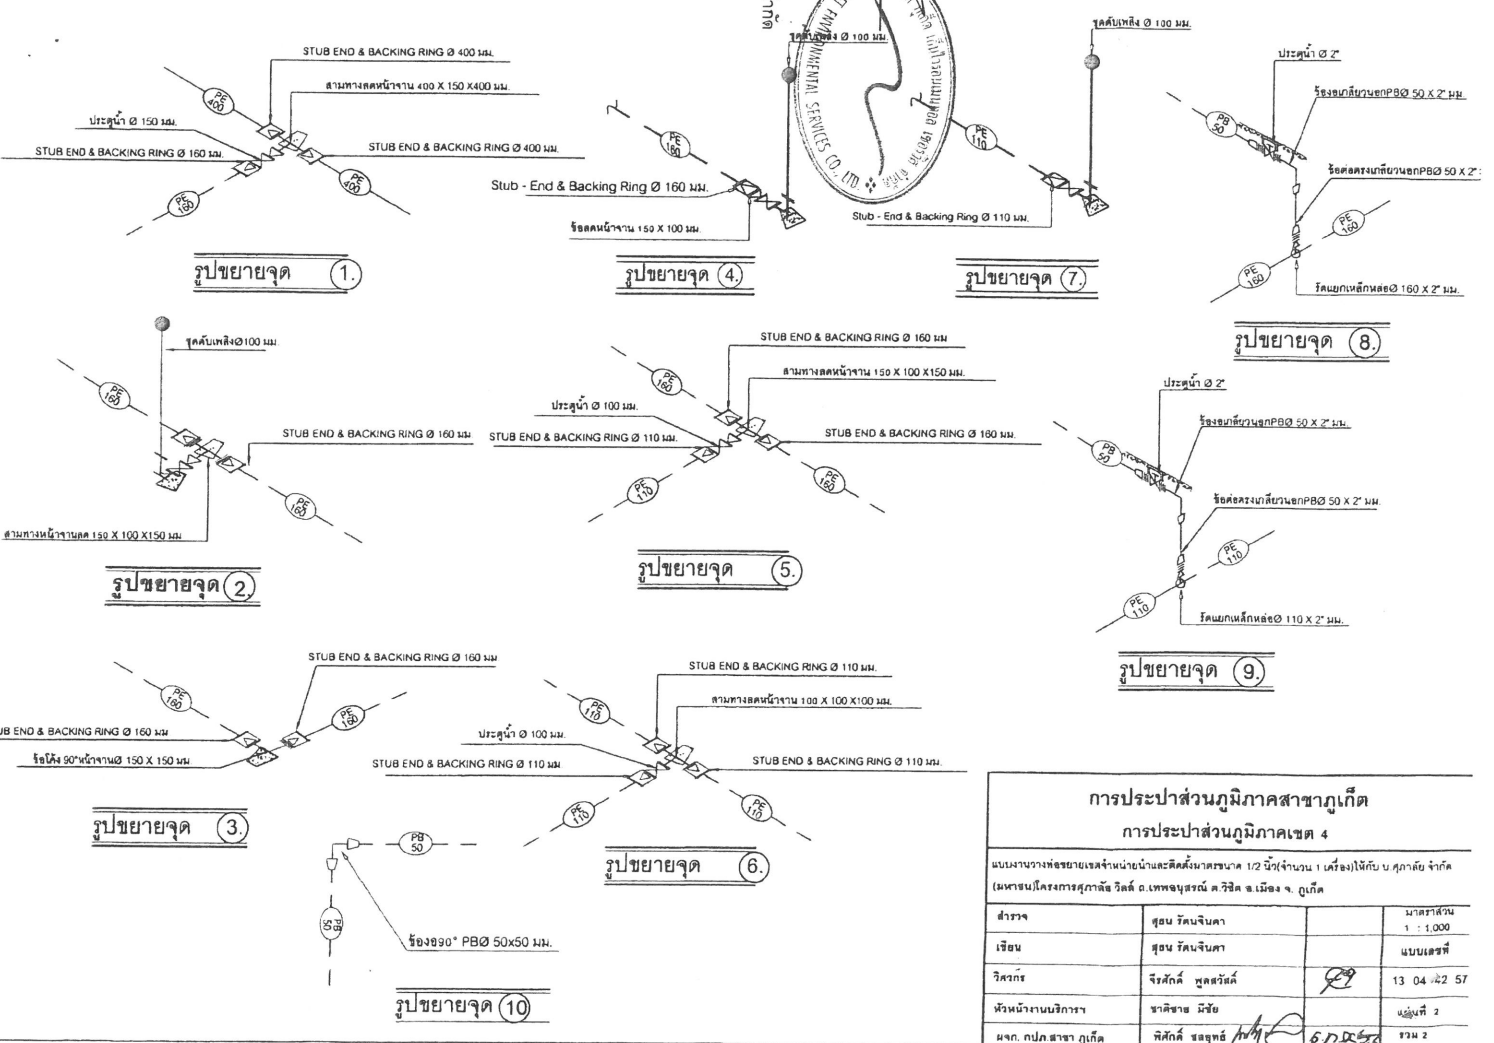 STUB END & BACKING RING Ø 400 มม.
สามทางลดหน้าจาน 400 X 150 X400 มม.
PE 400
ประตูน้ำ Ø 150 มม.
STUB END & BACKING RING Ø 160 มม.
STUB END & BACKING RING Ø 400 มม.
PE 400
PE 160
รูปขยายจุด 1.
ชุดดับเพลิง Ø 100 มม.
PE 160
Stub - End & Backing Ring Ø 160 มม.
ข้อลดหน้าจาน 150 X 100 มม.
รูปขยายจุด 4.
ENVIRONMENTAL SERVICES CO., LTD.
ชุดดับเพลิง Ø 100 มม.
PE 110
Stub - End & Backing Ring Ø 110 มม.
รูปขยายจุด 7.
ประตูน้ำ Ø 2"
ข้องอเกลียวนอกPBØ 50 X 2" มม.
PB 50
ข้อต่อตรงเกลียวนอกPBØ 50 X 2"
PE 160
PE 160
รัดแยกเหล็กหล่อØ 160 X 2" มม.
รูปขยายจุด 8.
ชุดดับเพลิงØ100 มม.
PE 160
STUB END & BACKING RING Ø 160 มม.
PE 160
สามทางหน้าจานลด 150 X 100 X150 มม
รูปขยายจุด 2.
STUB END & BACKING RING Ø 160 มม
สามทางลดหน้าจาน 150 X 100 X150 มม.
PE 160
ประตูน้ำ Ø 100 มม.
STUB END & BACKING RING Ø 110 มม.
STUB END & BACKING RING Ø 160 มม.
PE 160
PE 110
รูปขยายจุด 5.
ประตูน้ำ Ø 2"
ข้องอเกลียวนอกPBØ 50 X 2" มม.
PB 50
ข้อต่อตรงเกลียวนอกPBØ 50 X 2" มม.
PE 110
PE 110
รัดแยกเหล็กหล่อØ 110 X 2" มม.
รูปขยายจุด 9.
STUB END & BACKING RING Ø 160 มม
PE 160
PE 160
UB END & BACKING RING Ø 160 มม
ข้อโค้ง 90°หน้าจานØ 150 X 150 มม
รูปขยายจุด 3.
STUB END & BACKING RING Ø 110 มม.
สามทางลดหน้าจาน 100 X 100 X100 มม.
PE 110
ประตูน้ำ Ø 100 มม.
STUB END & BACKING RING Ø 110 มม
STUB END & BACKING RING Ø 110 มม.
PE 110
PE 110
รูปขยายจุด 6.
PB 50
PB 50
ข้องอ90° PBØ 50x50 มม.
รูปขยายจุด 10
การประปาส่วนภูมิภาคสาขาภูเก็ต
การประปาส่วนภูมิภาคเขต 4
แบบงานวางท่อขยายเขตจำหน่ายน้ำและติดตั้งมาตรขนาด 1/2 นิ้ว(จำนวน 1 เครื่อง)ให้กับ บ.ศุภาลัย จำกัด
(มหาชน)โครงการศุภาลัย วิลล์ ถ.เทพอนุสรณ์ ต.วิชิต อ.เมือง จ. ภูเก็ต
สำรวจ สุธน รัตนจินดา มาตราส่วน
1 : 1,000
เขียน สุธน รัตนจินดา แบบเลขที่
วิศวกร จีรศักดิ์ พูลสวัสดิ์ 13 04 42 57
หัวหน้างานบริการฯ ชาติชาย มีชัย แผ่นที่ 2
ผจก. กปภ.สาขา ภูเก็ต พิศักดิ์ ชลยุทธ์ รวม 2